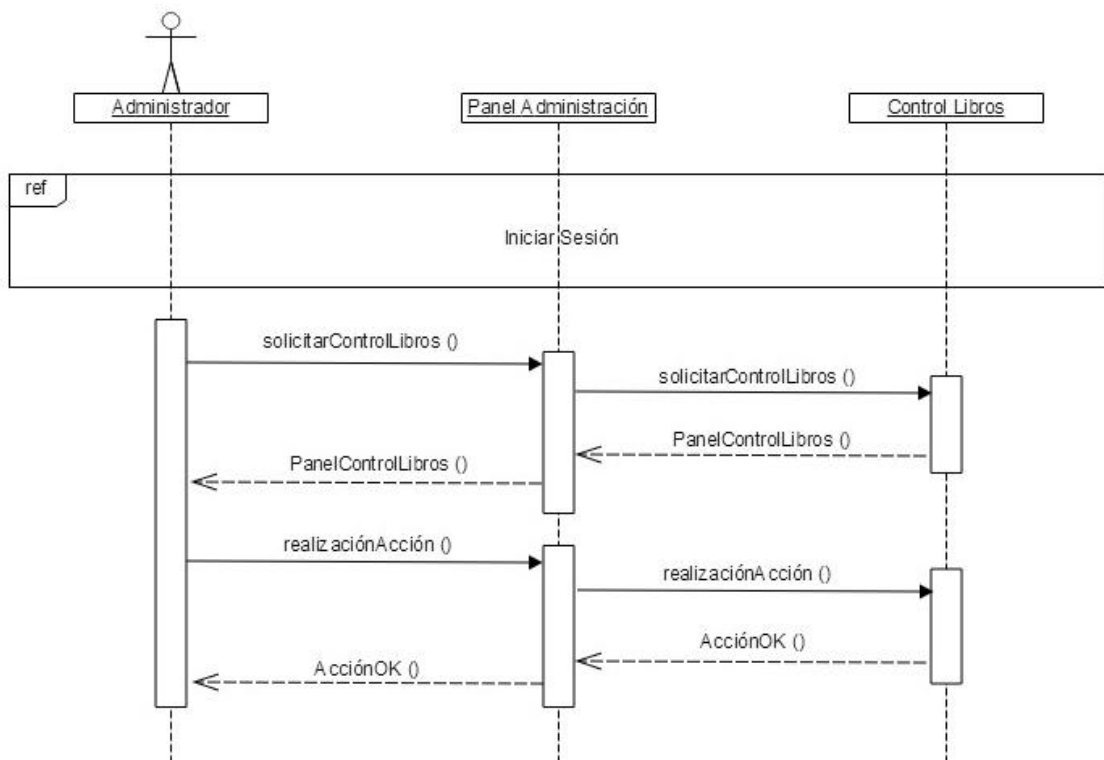 Administrador
Panel Administración
Control Libros
ref
Iniciar Sesión
solicitarControlLibros ()
solicitarControlLibros ()
PanelControlLibros ()
PanelControlLibros ()
realizaciónAcción ()
realizaciónAcción ()
AcciónOK ()
AcciónOK ()